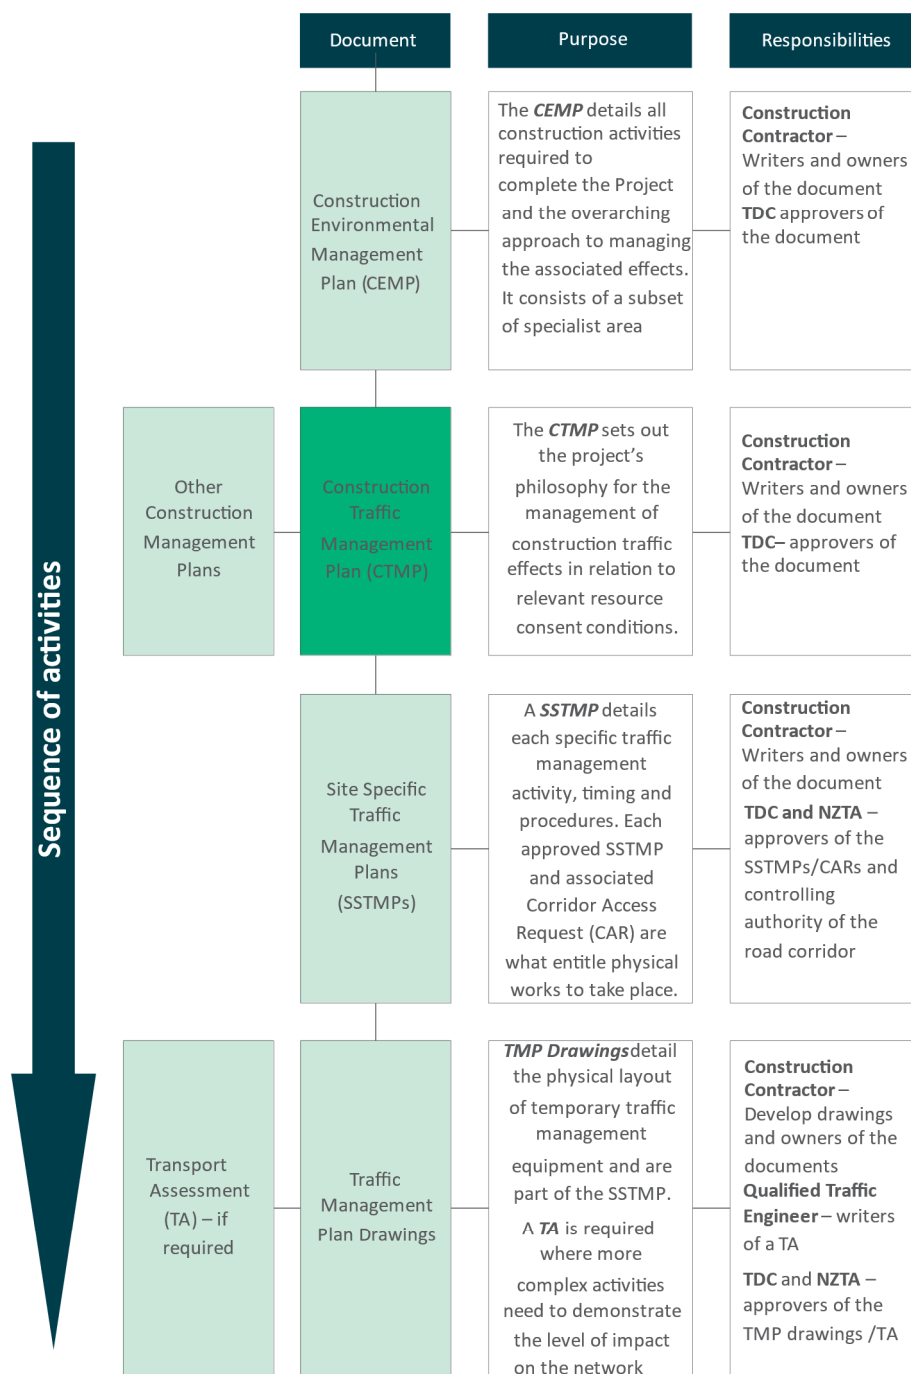 Document
Purpose
Responsibilities
Sequence of activities
Construction
Environmental
Management
Plan (CEMP)
The CEMP details all
construction activities
required to
complete the Project
and the overarching
approach to managing
the associated effects.
It consists of a subset
of specialist area
Construction
Contractor –
Writers and owners
of the document
TDC approvers of
the document
Other
Construction
Management
Plans
Construction
Traffic
Management
Plan (CTMP)
The CTMP sets out
the project’s
philosophy for the
management of
construction traffic
effects in relation to
relevant resource
consent conditions.
Construction
Contractor –
Writers and owners
of the document
TDC– approvers of
the document
Site Specific
Traffic
Management
Plans
(SSTMPs)
A SSTMP details
each specific traffic
management
activity, timing and
procedures. Each
approved SSTMP
and associated
Corridor Access
Request (CAR) are
what entitle physical
works to take place.
Construction
Contractor –
Writers and owners
of the document
TDC and NZTA –
approvers of the
SSTMPs/CARs and
controlling
authority of the
road corridor
Transport
Assessment
(TA) – if
required
Traffic
Management
Plan Drawings
TMP Drawings detail
the physical layout
of temporary traffic
management
equipment and are
part of the SSTMP.
A TA is required
where more
complex activities
need to demonstrate
the level of impact
on the network
Construction
Contractor –
Develop drawings
and owners of the
documents
Qualified Traffic
Engineer – writers
of a TA
TDC and NZTA –
approvers of the
TMP drawings /TA